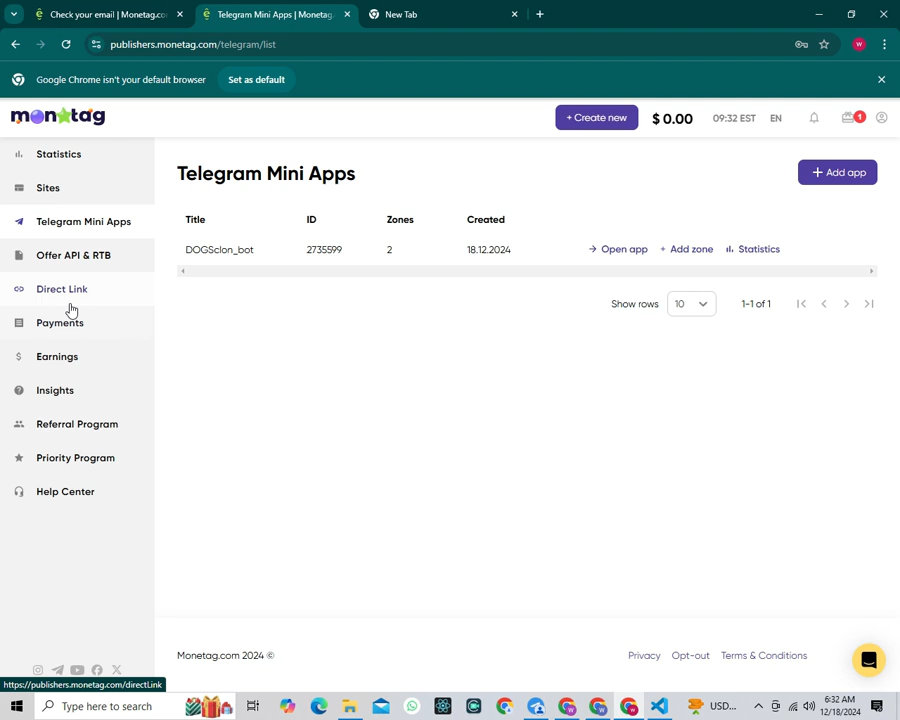 Check your email | Monetag.co
Telegram Mini Apps | Monetag.
New Tab
publishers.monetag.com/telegram/list
W
Google Chrome isn't your default browser
Set as default
monetag
+ Create new
$ 0.00
09:32 EST
EN
1
Statistics
Sites
Telegram Mini Apps
Offer API & RTB
Direct Link
Payments
Earnings
Insights
Referral Program
Priority Program
Help Center
Telegram Mini Apps
+ Add app
Title
ID
Zones
Created
DOGSclon_bot
2735599
2
18.12.2024
Open app
+ Add zone
Statistics
Show rows
10
1-1 of 1
Monetag.com 2024 ©
Privacy
Opt-out
Terms & Conditions
https://publishers.monetag.com/directLink
Type here to search
USD...
6:32 AM
12/18/2024